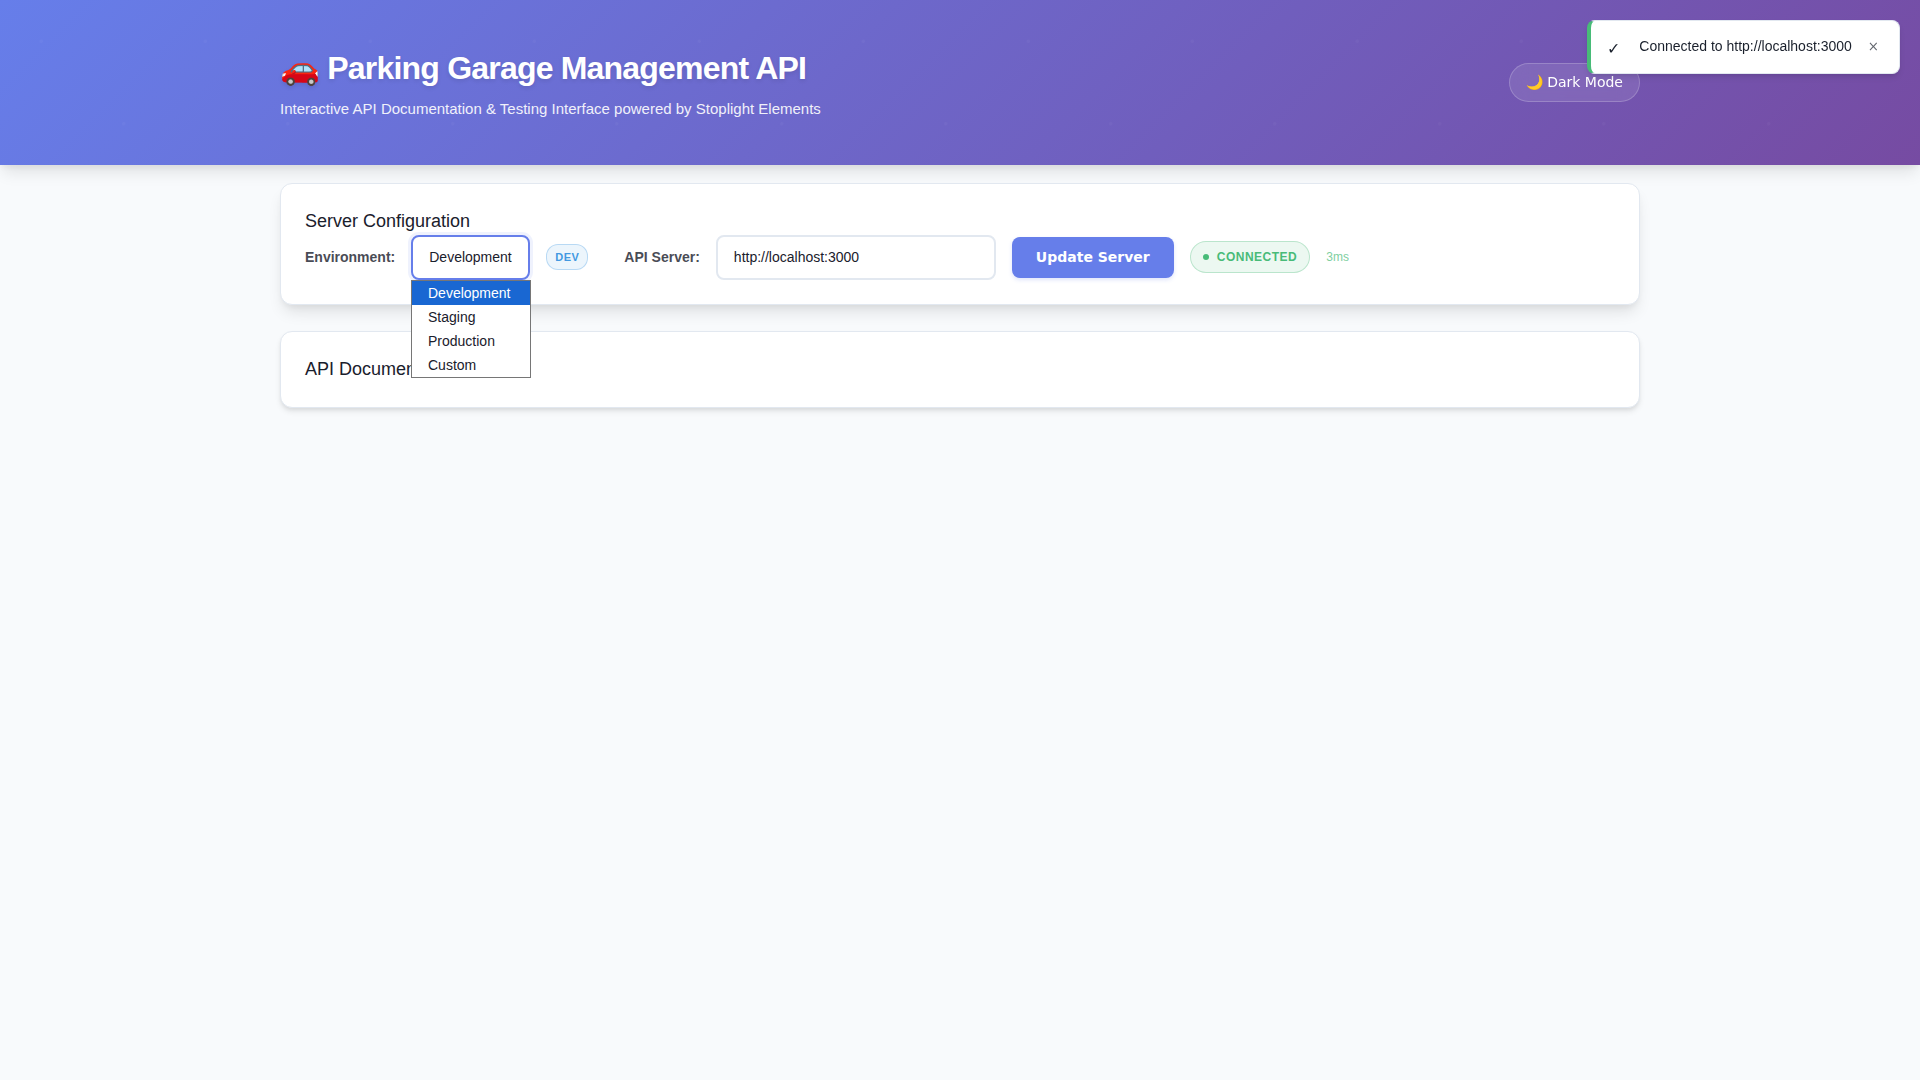 🚗 Parking Garage Management API
Interactive API Documentation & Testing Interface powered by Stoplight Elements
🌙 Dark Mode
✓ Connected to http://localhost:3000 ×
Server Configuration
Environment: Development DEV API Server: http://localhost:3000 Update Server CONNECTED 3ms
Development
Staging
Production
Custom
API